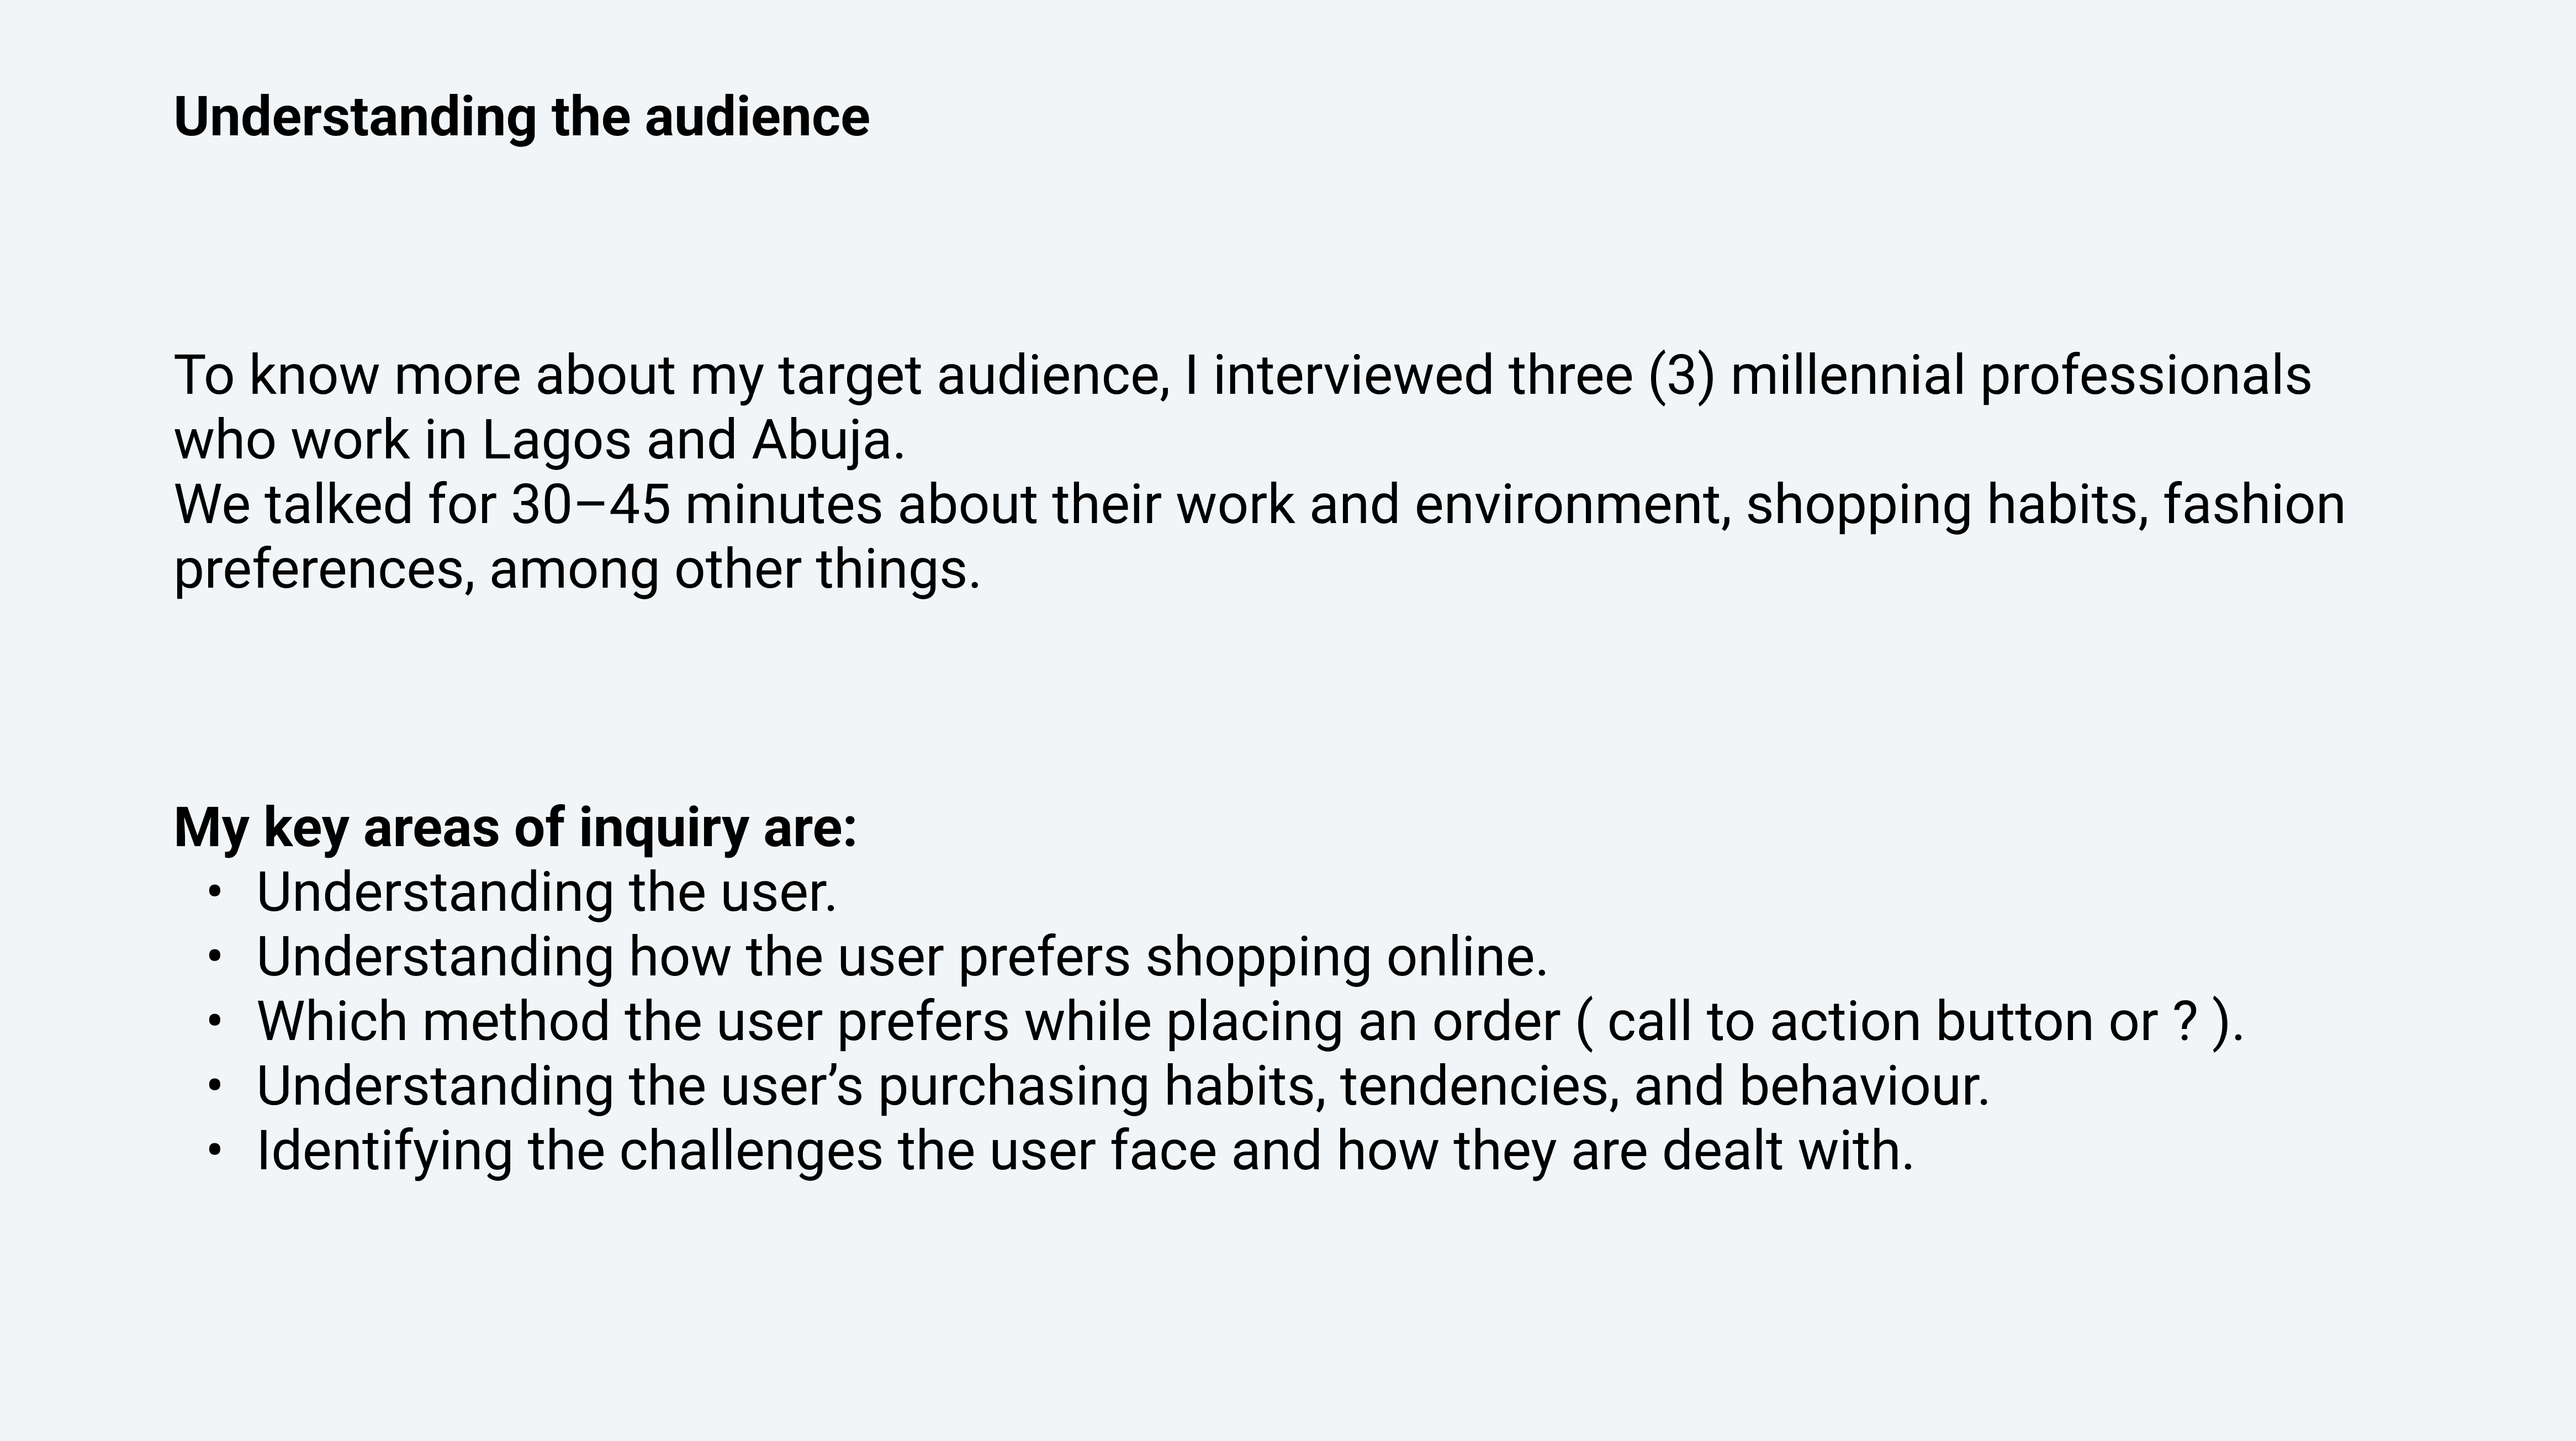 Understanding the audience
To know more about my target audience, I interviewed three (3) millennial professionals
who work in Lagos and Abuja.
We talked for 30–45 minutes about their work and environment, shopping habits, fashion
preferences, among other things.
My key areas of inquiry are:
• Understanding the user.
• Understanding how the user prefers shopping online.
• Which method the user prefers while placing an order ( call to action button or ? ).
• Understanding the user’s purchasing habits, tendencies, and behaviour.
• Identifying the challenges the user face and how they are dealt with.